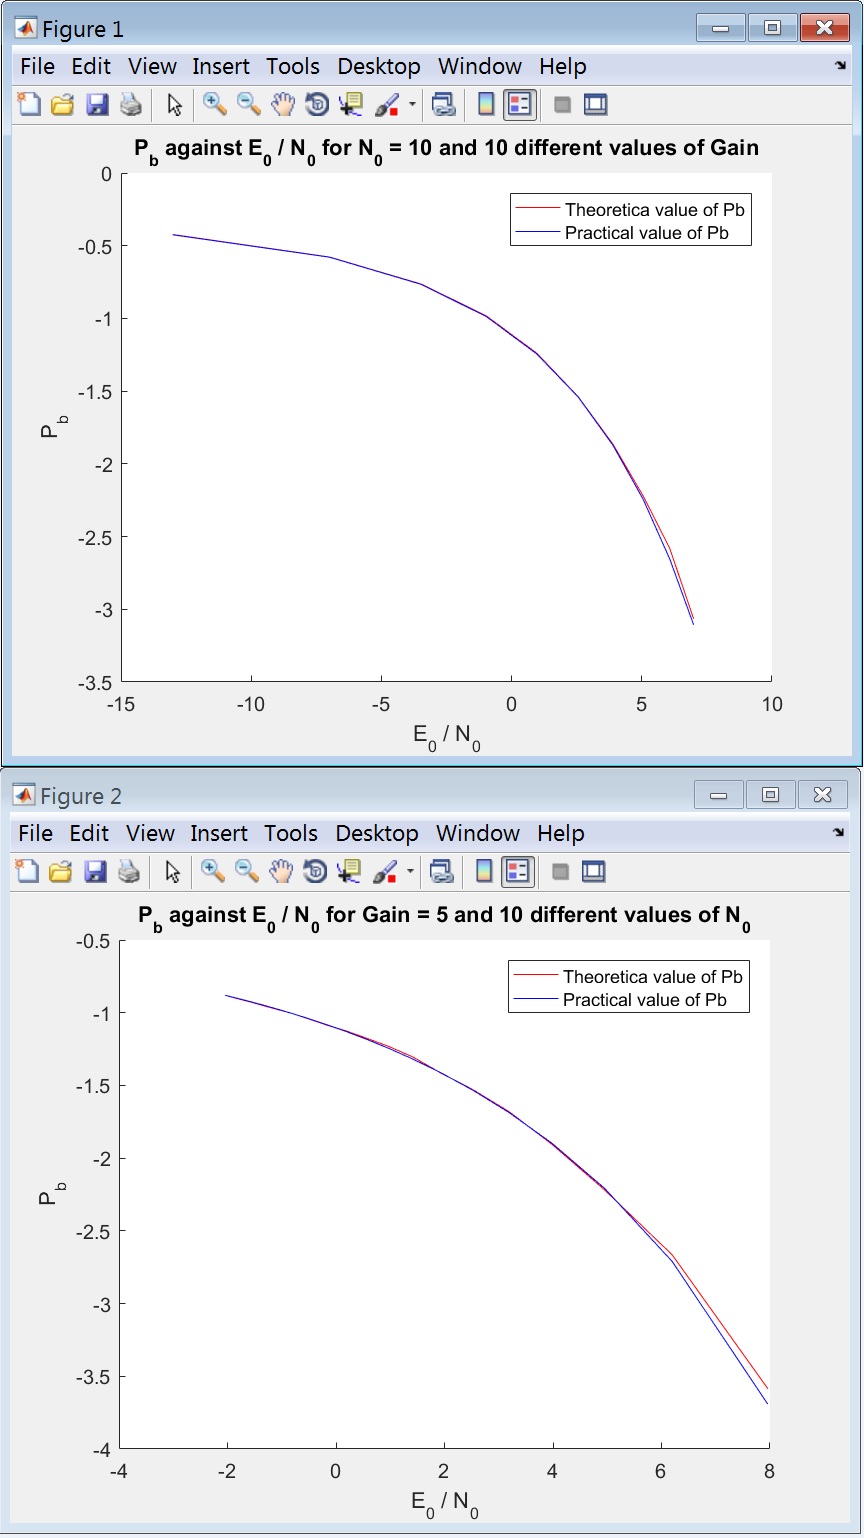 Figure 1
File Edit View Insert Tools Desktop Window Help
P_b against E_0 / N_0 for N_0 = 10 and 10 different values of Gain
Theoretica value of Pb
Practical value of Pb
0
-0.5
-1
-1.5
-2
-2.5
-3
-3.5
P_b
-15 -10 -5 0 5 10
E_0 / N_0
Figure 2
File Edit View Insert Tools Desktop Window Help
P_b against E_0 / N_0 for Gain = 5 and 10 different values of N_0
Theoretica value of Pb
Practical value of Pb
-0.5
-1
-1.5
-2
-2.5
-3
-3.5
-4
P_b
-4 -2 0 2 4 6 8
E_0 / N_0